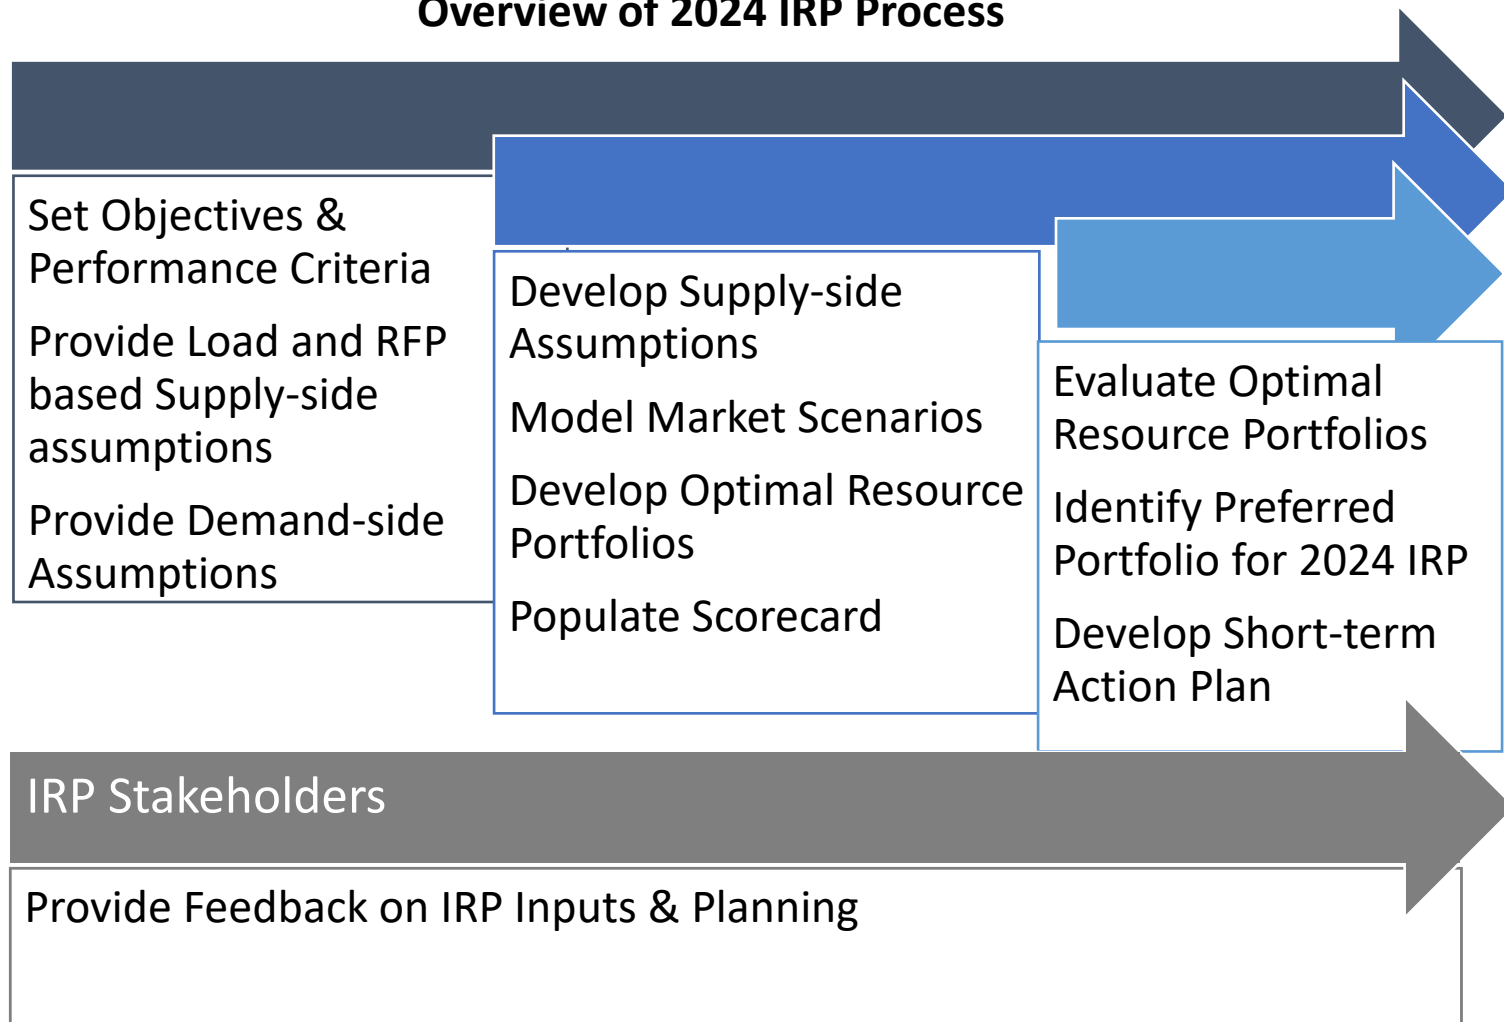 Overview of 2024 IRP Process
Set Objectives &
Performance Criteria
Provide Load and RFP
based Supply-side
assumptions
Provide Demand-side
Assumptions
Develop Supply-side
Assumptions
Model Market Scenarios
Develop Optimal Resource
Portfolios
Populate Scorecard
Evaluate Optimal
Resource Portfolios
Identify Preferred
Portfolio for 2024 IRP
Develop Short-term
Action Plan
IRP Stakeholders
Provide Feedback on IRP Inputs & Planning